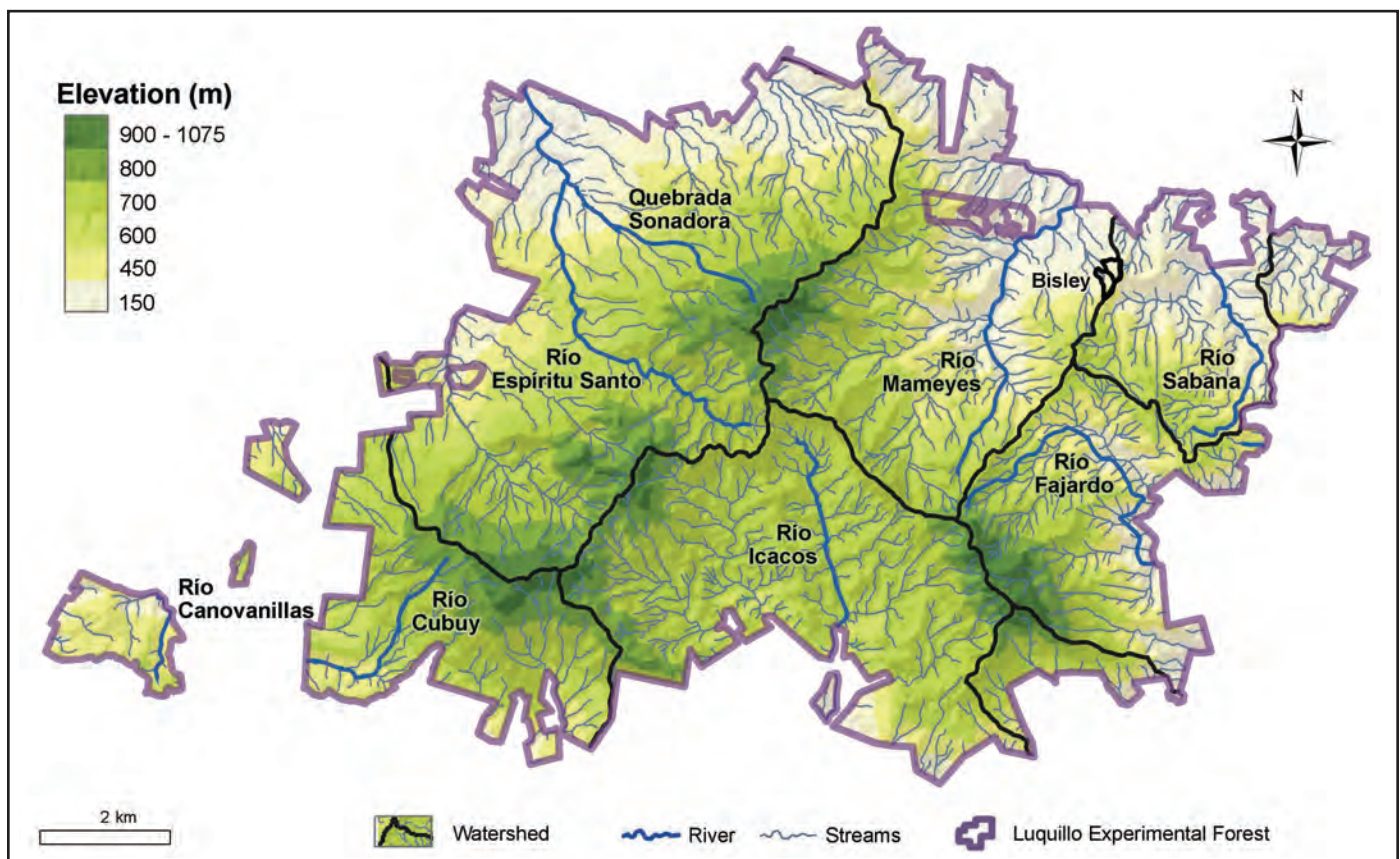 Elevation (m)
900 - 1075
800
700
600
450
150
N
Quebrada
Sonadora
Bisley
Río
Espíritu Santo
Río
Mameyes
Río
Sabana
Río
Fajardo
Río
Icacos
Río
Canovanillas
Río
Cubuy
2 km
Watershed
River
Streams
Luquillo Experimental Forest